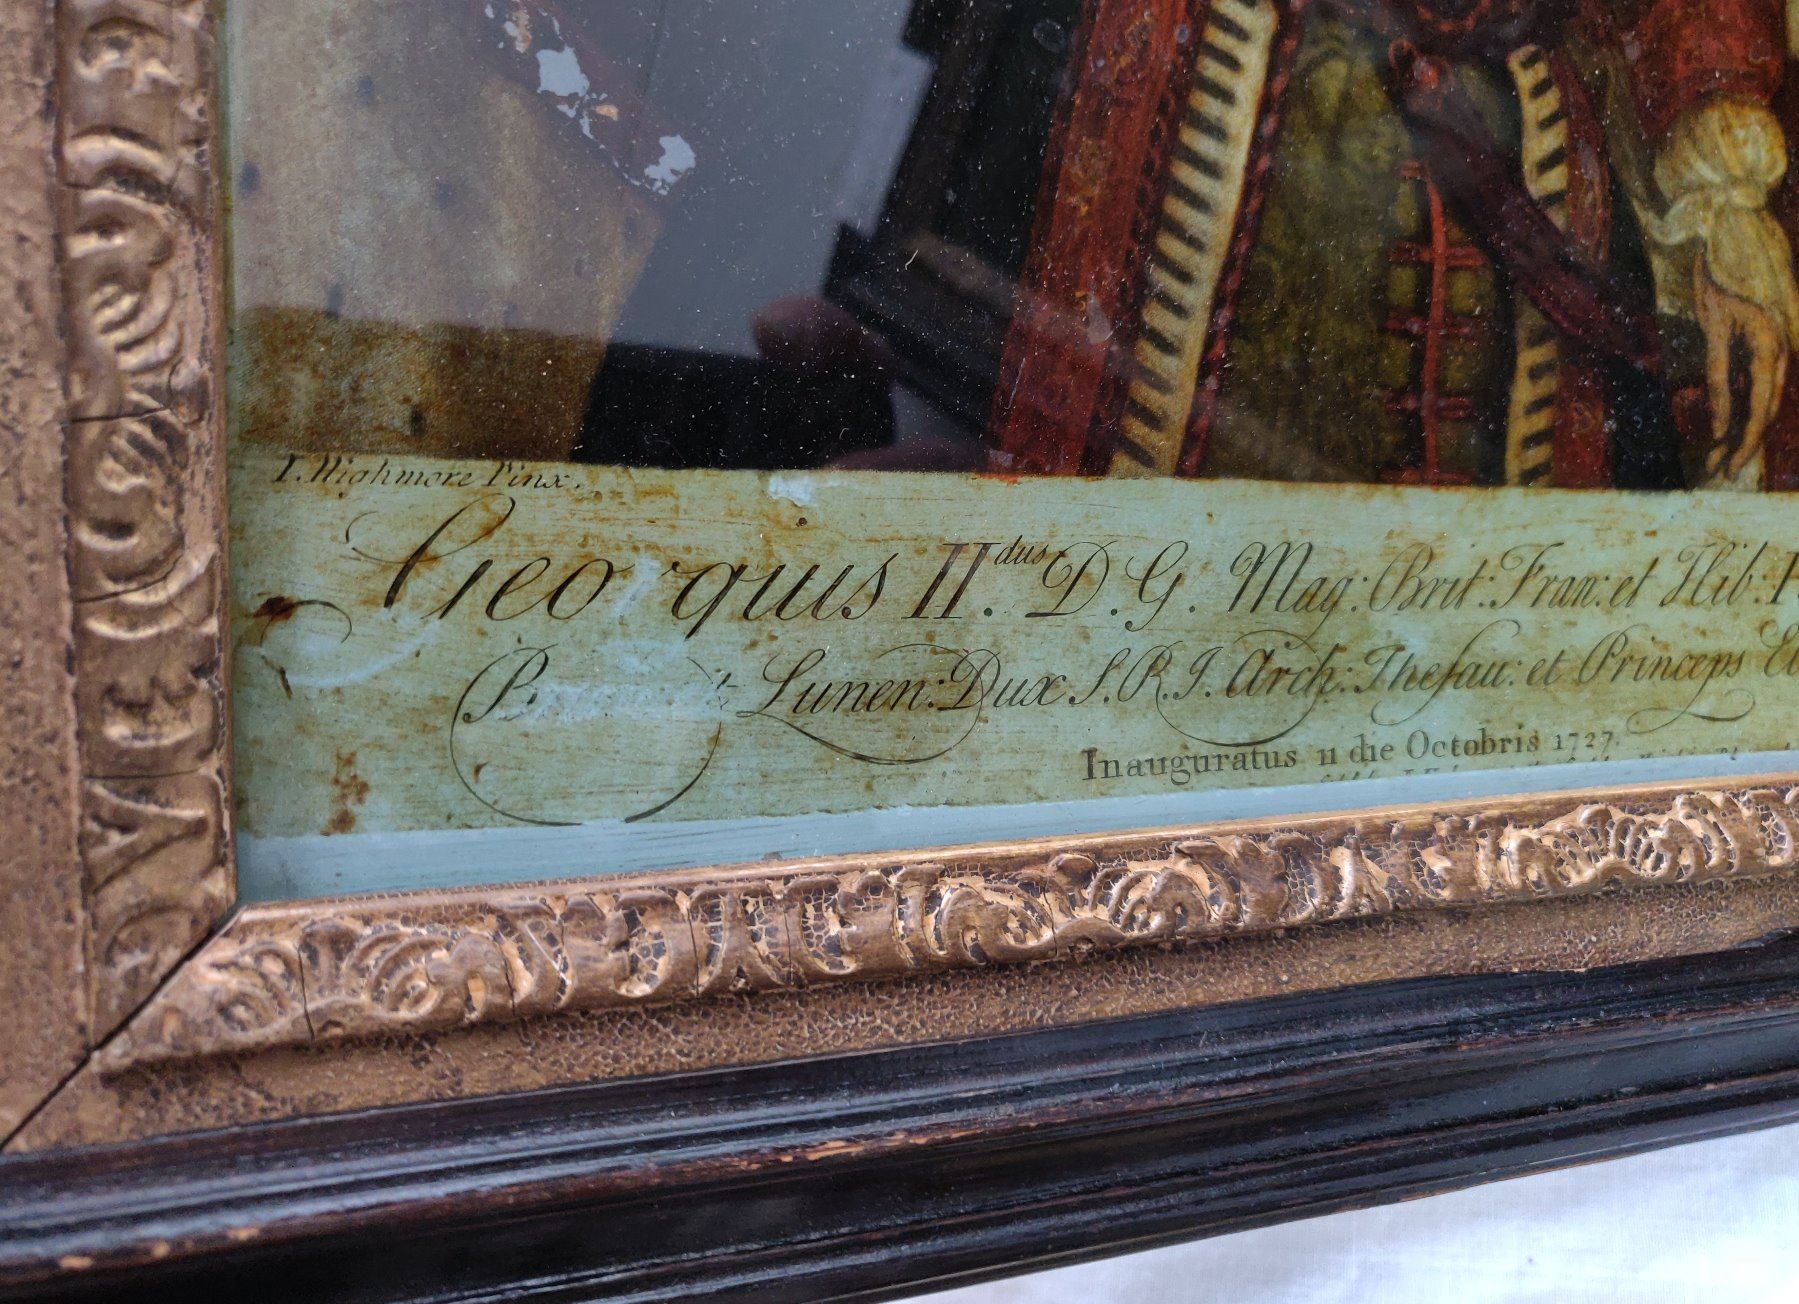 I. Highmore Pinx.
Georgius II.dus D. G. Mag: Brit: Fran: et Hib:
Lunen: Dux S. R. I. Arch: Thesau: et Princeps
Inauguratus 11 die Octobris 1727.